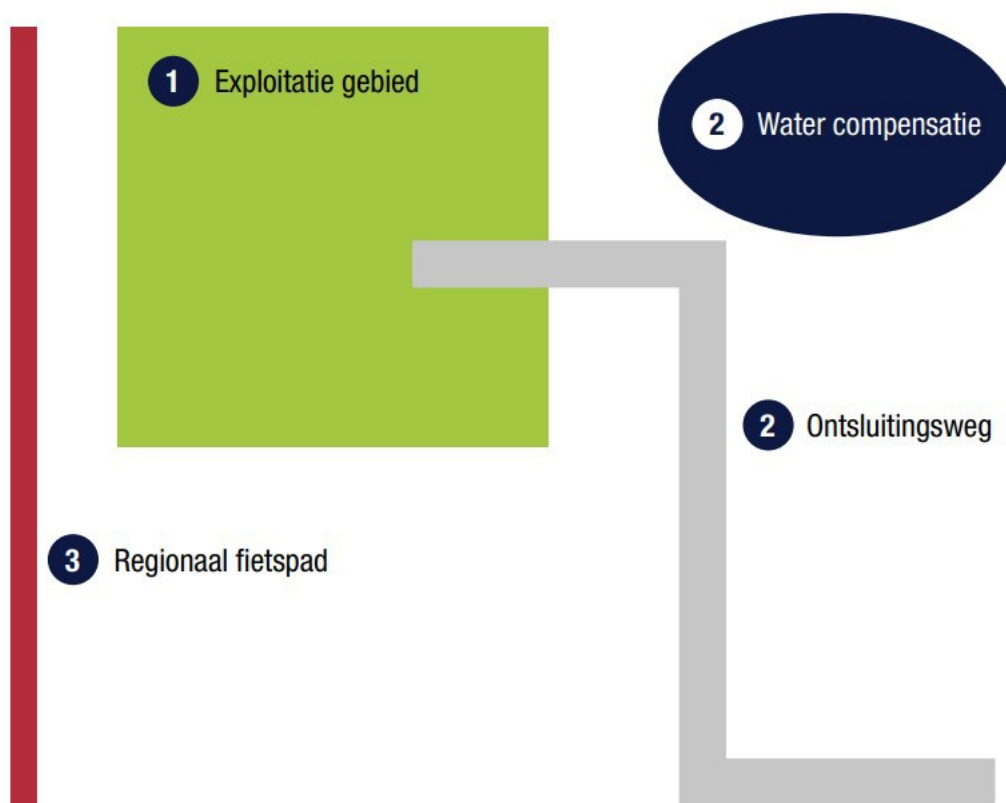 1 Exploitatie gebied
2 Water compensatie
2 Ontsluitingsweg
3 Regionaal fietspad